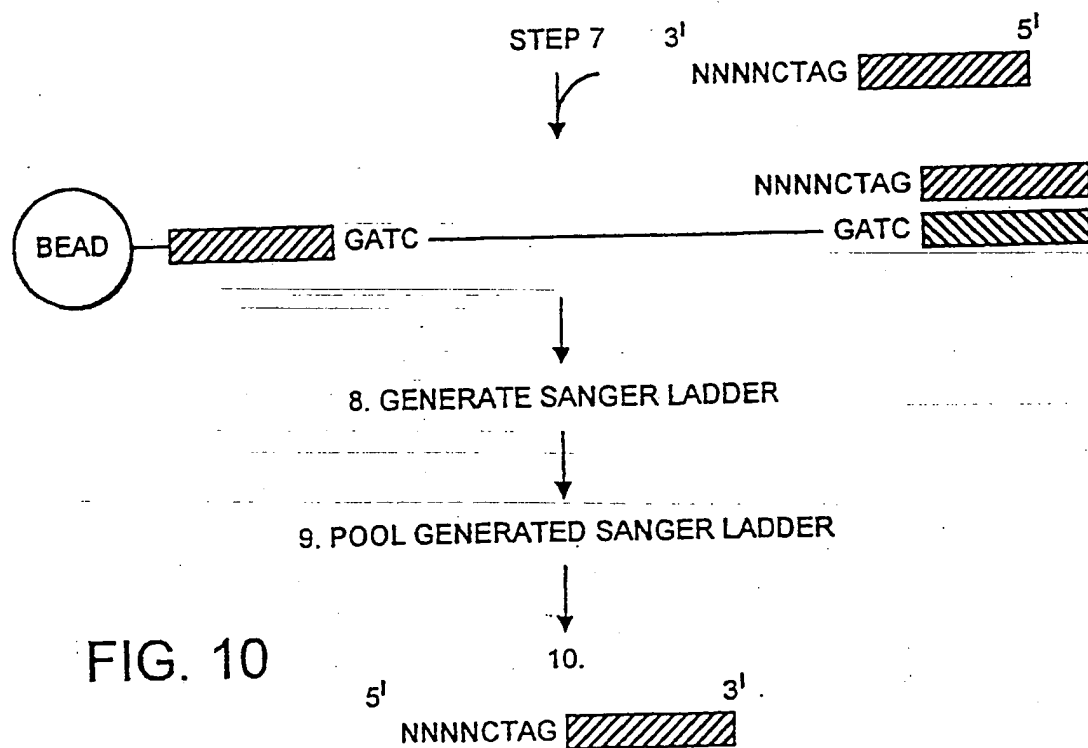 STEP 7 3' 5'
NNNNCTAG
NNNNCTAG
BEAD GATC GATC
8. GENERATE SANGER LADDER
9. POOL GENERATED SANGER LADDER
FIG. 10
10.
5' 3'
NNNNCTAG